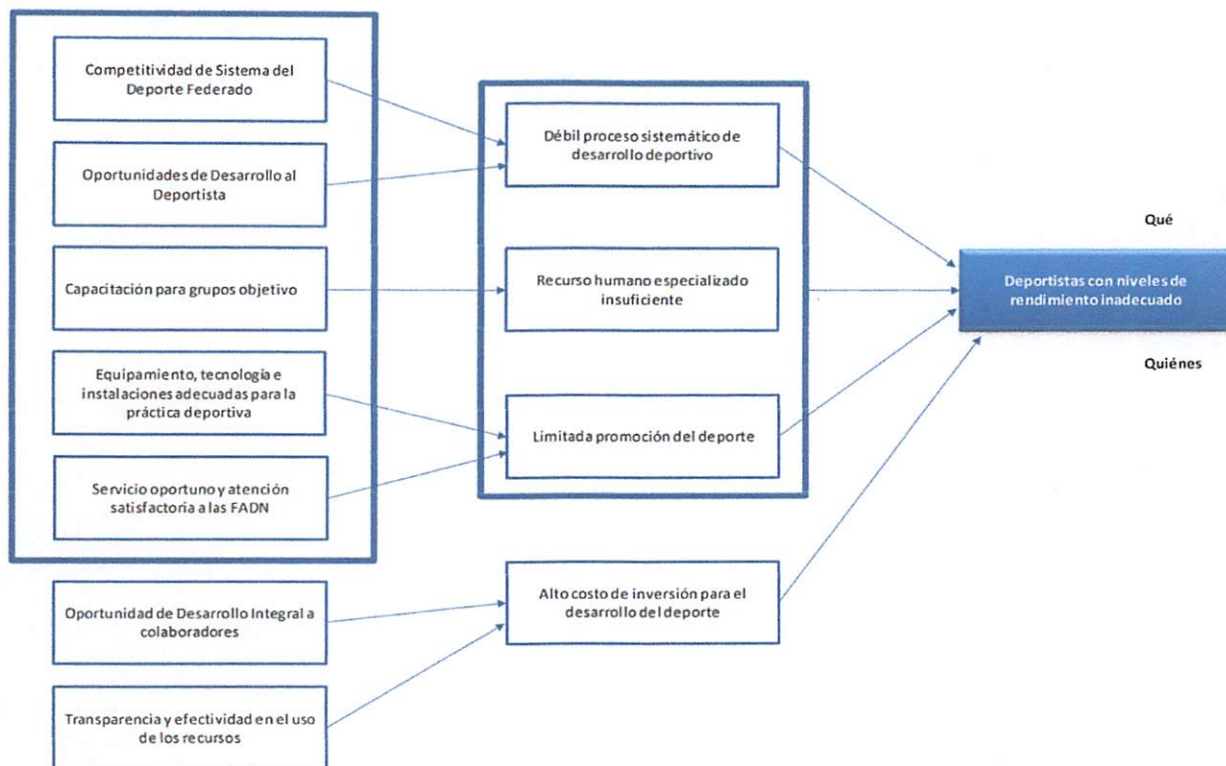 Competitividad de Sistema del
Deporte Federado
Oportunidades de Desarrollo al
Deportista
Capacitación para grupos objetivo
Equipamiento, tecnología e
instalaciones adecuadas para la
práctica deportiva
Servicio oportuno y atención
satisfactoria a las FADN
Oportunidad de Desarrollo Integral a
colaboradores
Transparencia y efectividad en el uso
de los recursos
Débil proceso sistemático de
desarrollo deportivo
Recurso humano especializado
insuficiente
Limitada promoción del deporte
Alto costo de inversión para el
desarrollo del deporte
Qué
Deportistas con niveles de
rendimiento inadecuado
Quiénes